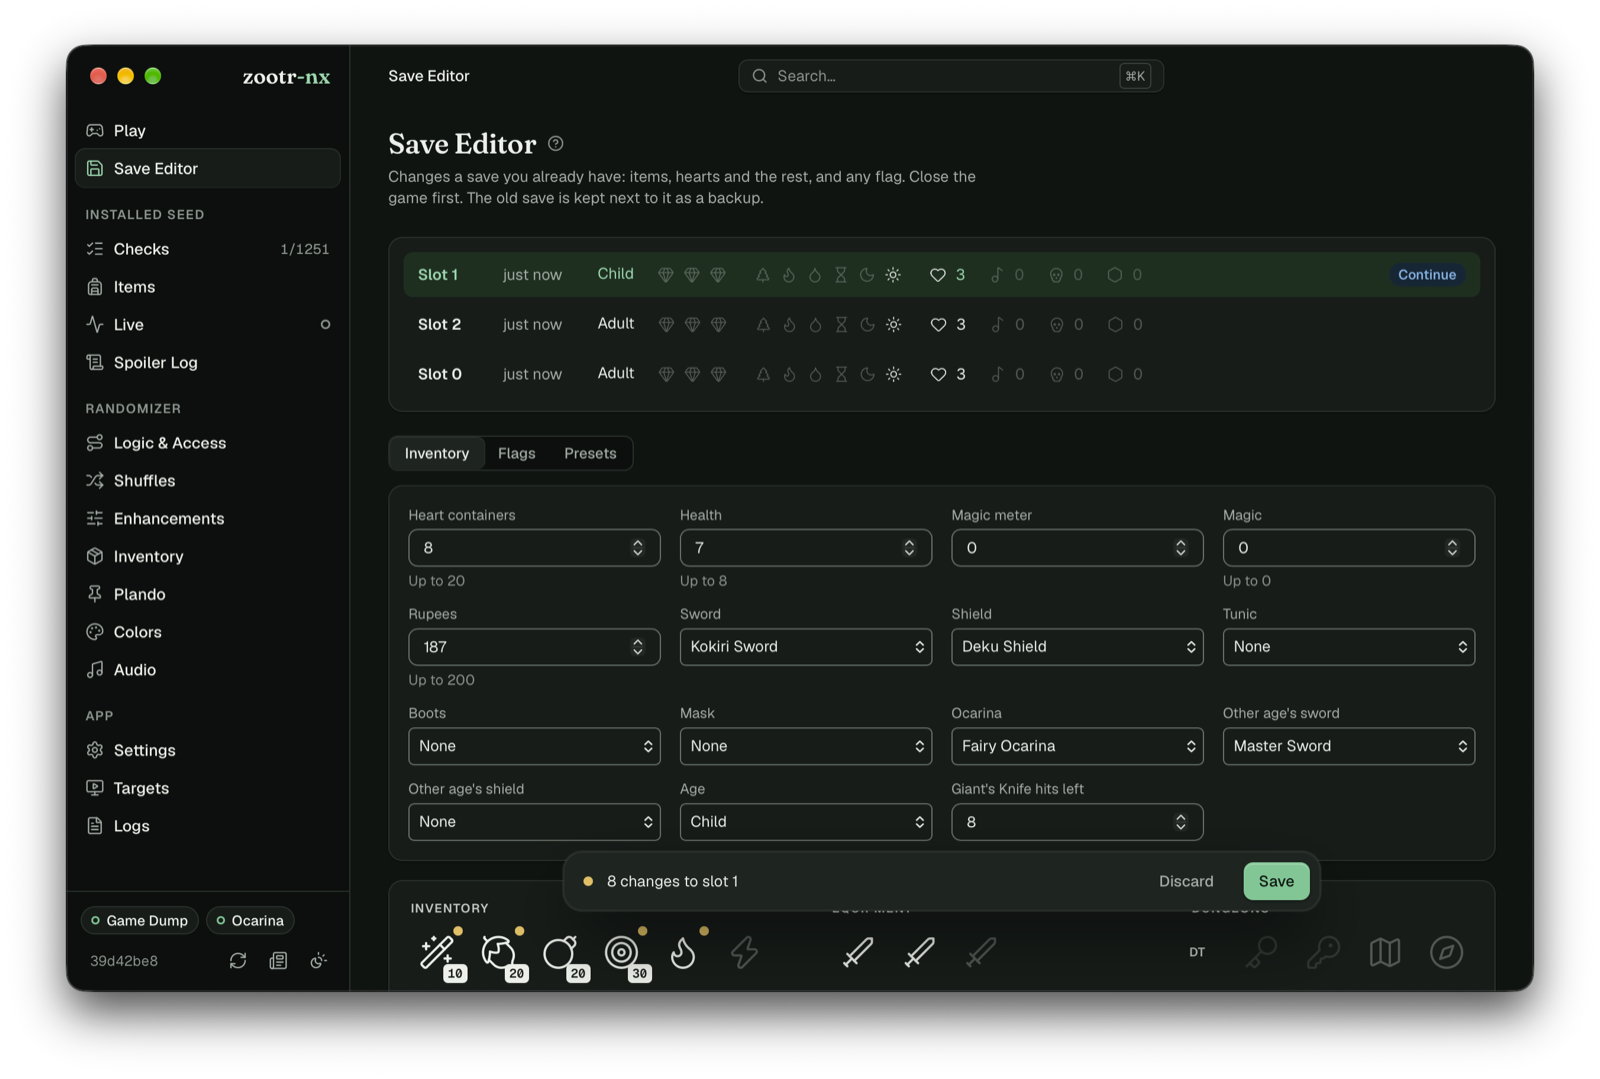 zootr-nx
Play
Save Editor
INSTALLED SEED
Checks 1/1251
Items
Live
Spoiler Log
RANDOMIZER
Logic & Access
Shuffles
Enhancements
Inventory
Plando
Colors
Audio
APP
Settings
Targets
Logs
Game Dump Ocarina
39d42be8
Save Editor Search... ⌘K
Save Editor
Changes a save you already have: items, hearts and the rest, and any flag. Close the
game first. The old save is kept next to it as a backup.
Slot 1 just now Child 3 0 0 0 Continue
Slot 2 just now Adult 3 0 0 0
Slot 0 just now Adult 3 0 0 0
Inventory Flags Presets
Heart containers Health Magic meter Magic
8 7 0 0
Up to 20 Up to 8 Up to 0
Rupees Sword Shield Tunic
187 Kokiri Sword Deku Shield None
Up to 200
Boots Mask Ocarina Other age's sword
None None Fairy Ocarina Master Sword
Other age's shield Age Giant's Knife hits left
None Child 8
8 changes to slot 1 Discard Save
INVENTORY EQUIPMENT DUNGEONS
DT
10 20 20 30